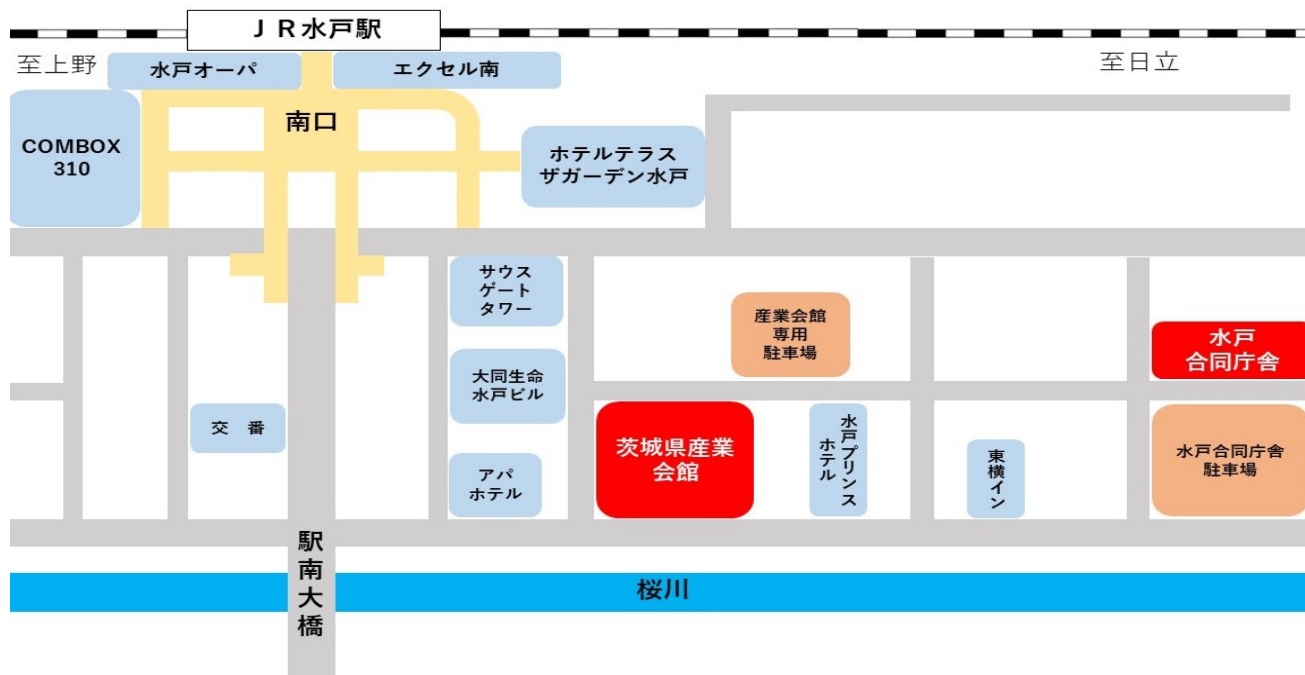 ＪＲ水戸駅
至上野
水戸オーパ
エクセル南
至日立
COMBOX
310
南口
ホテルテラス
ザガーデン水戸
サウス
ゲート
タワー
産業会館
専用
駐車場
水戸
合同庁舎
大同生命
水戸ビル
交　番
茨城県産業
会館
水戸プリンス
ホテル
東横イン
水戸合同庁舎
駐車場
アパ
ホテル
駅南大橋
桜川